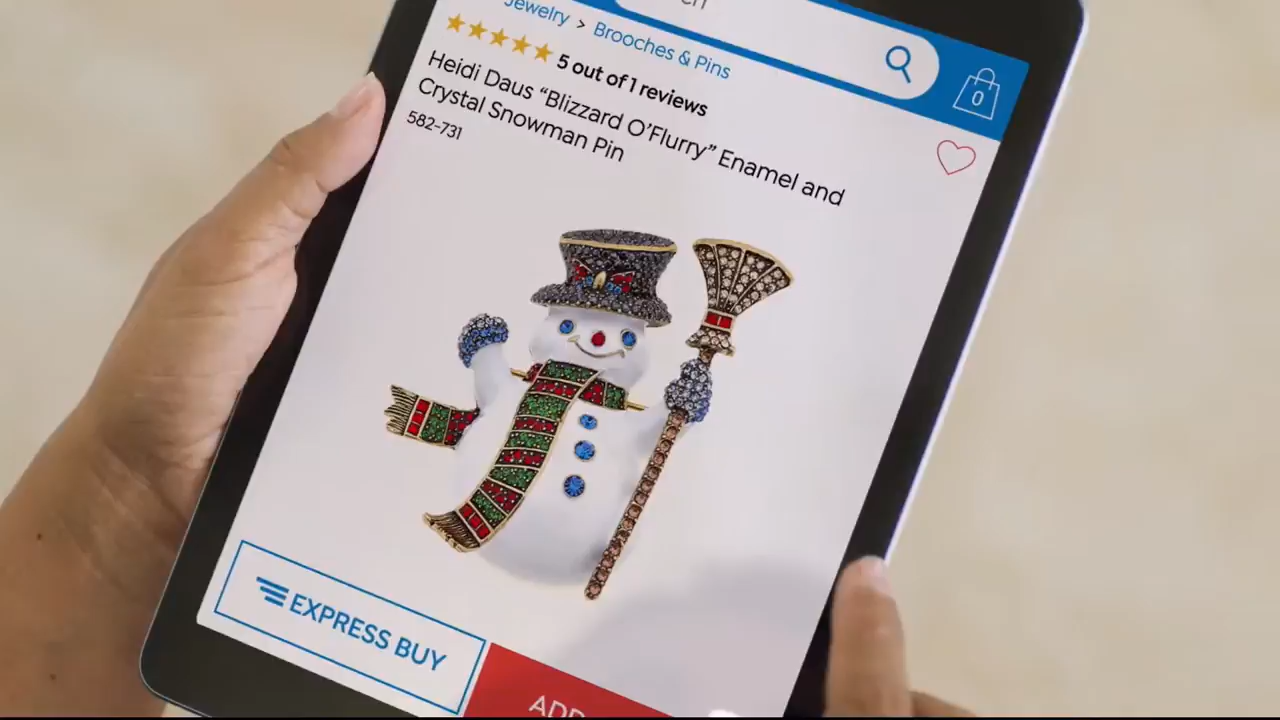 Jewelry > Brooches & Pins
0
5 out of 1 reviews
Heidi Daus “Blizzard O’Flurry” Enamel and
Crystal Snowman Pin
582-731
EXPRESS BUY